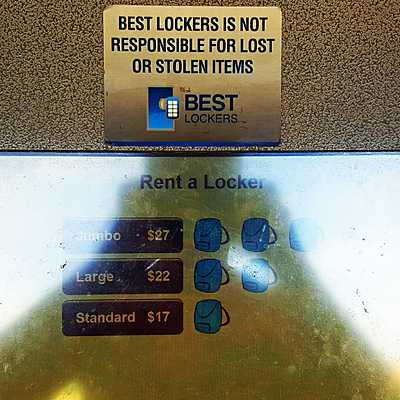 BEST LOCKERS IS NOT
RESPONSIBLE FOR LOST
OR STOLEN ITEMS
BEST
LOCKERS
Rent a Locker
Jumbo $27
Large $22
Standard $17